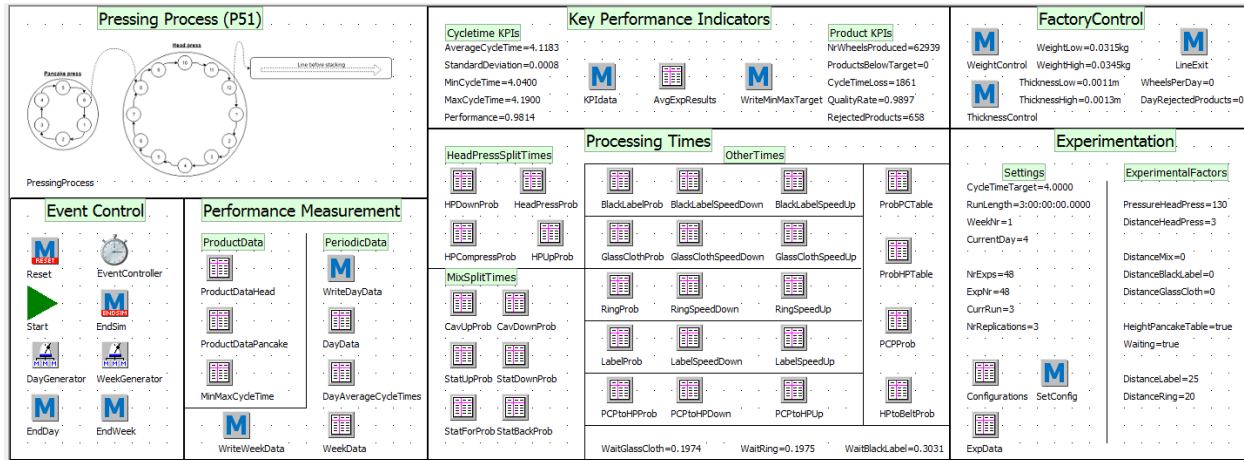 Pressing Process (P51)
Pancake press
Head press
Line before stacking
PressingProcess
Key Performance Indicators
Cycletime KPIs
AverageCycleTime=4.1183
StandardDeviation=0.0008
MinCycleTime=4.0400
MaxCycleTime=4.1900
Performance=0.9814
KPIdata
AvgExpResults
WriteMinMaxTarget
Product KPIs
NrWheelsProduced=62939
ProductsBelowTarget=0
CycleTimeLoss=1861
QualityRate=0.9897
RejectedProducts=658
FactoryControl
WeightControl
WeightLow=0.0315kg
WeightHigh=0.0345kg
LineExit
ThicknessControl
ThicknessLow=0.0011m
ThicknessHigh=0.0013m
WheelsPerDay=0
DayRejectedProducts=0
Event Control
Reset
EventController
Start
EndSim
DayGenerator
WeekGenerator
EndDay
EndWeek
Performance Measurement
ProductData
ProductDataHead
ProductDataPancake
MinMaxCycleTime
WriteWeekData
PeriodicData
WriteDayData
DayData
DayAverageCycleTimes
WeekData
Processing Times
HeadPressSplitTimes
HPDownProb
HeadPressProb
HPCompressProb
HPUpProb
MixSplitTimes
CavUpProb
CavDownProb
StatUpProb
StatDownProb
StatForProb
StatBackProb
OtherTimes
BlackLabelProb
BlackLabelSpeedDown
BlackLabelSpeedUp
GlassClothProb
GlassClothSpeedDown
GlassClothSpeedUp
RingProb
RingSpeedDown
RingSpeedUp
LabelProb
LabelSpeedDown
LabelSpeedUp
PCPtoHPProb
PCPtoHPDown
PCPtoHPUp
ProbPCTable
ProbHPTable
PCPProb
HPtoBeltProb
WaitGlassCloth=0.1974
WaitRing=0.1975
WaitBlackLabel=0.3031
Experimentation
Settings
CycleTimeTarget=4.0000
RunLength=3:00:00:00.0000
WeekNr=1
CurrentDay=4
NrExps=48
ExpNr=48
CurrRun=3
NrReplications=3
Configurations
SetConfig
ExpData
ExperimentalFactors
PressureHeadPress=130
DistanceHeadPress=3
DistanceMix=0
DistanceBlackLabel=0
DistanceGlassCloth=0
HeightPancakeTable=true
Waiting=true
DistanceLabel=25
DistanceRing=20